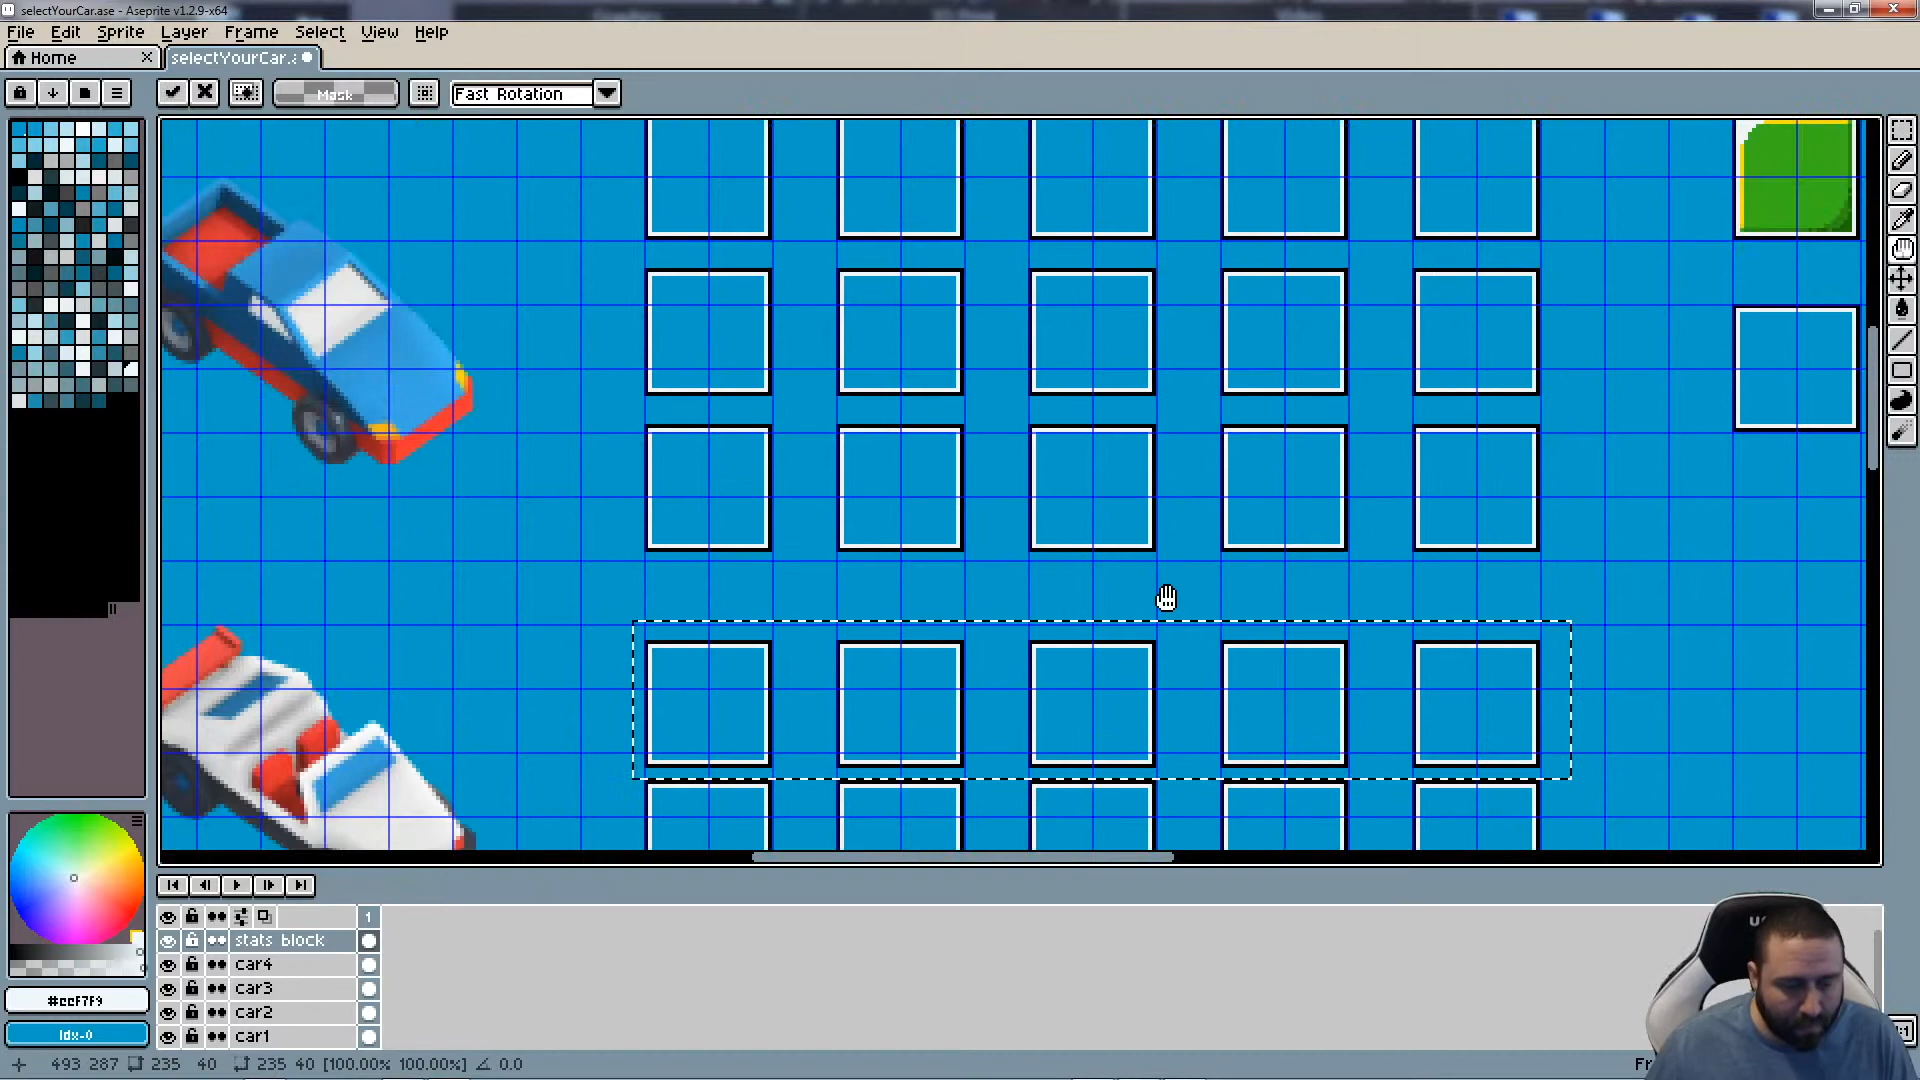 selectYourCar.ase - Aseprite v1.2.9-x64
File Edit Sprite Layer Frame Select View Help
Home
selectYourCar.
Mask
Fast Rotation
1
stats block
car4
car3
car2
car1
#ecf7f9
Idx-0
493 287 235 40 235 40 [100.00% 100.00%] 0.0
Fr